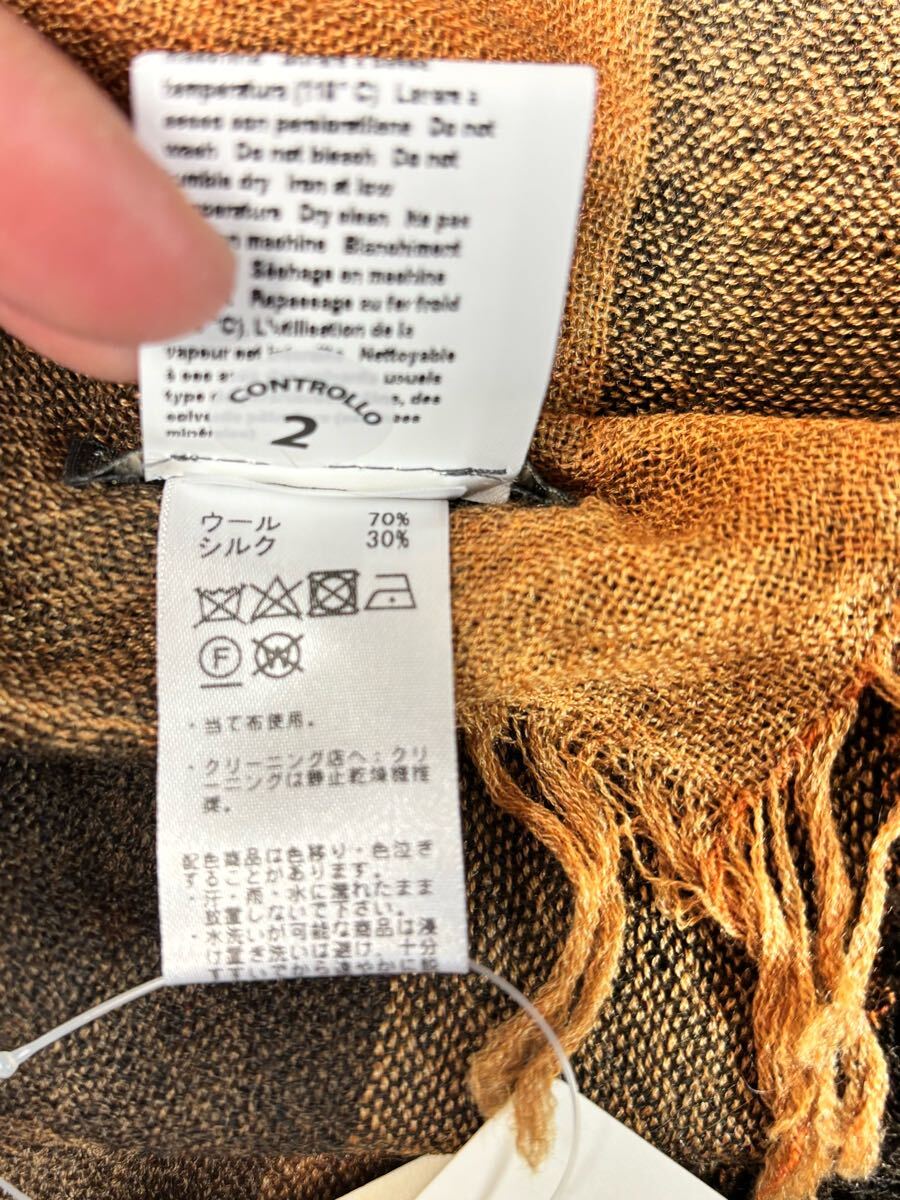 temperatura (110° C) Lavare a
secco con percloroetilene Do not
wash Do not bleach Do not
tumble dry Iron at low
Dry clean Ne pas
machine Blanchiment
Séchage en machine
Repassage au fer froid
°C). L'utilisation de la
vapeur est Nettoyable
à sec usuels
type des
CONTROLLO
2
ウール 70%
シルク 30%
F
W
・当て布使用。
・クリーニング店へ:クリ
ーニングは静止乾燥機推
奨。
配色商品は色移り・色泣き
することがあります。
・汗・雨・水に濡れたまま
放置しないで下さい。
・水洗いが可能な商品は浸
け置き洗いは避け、十分